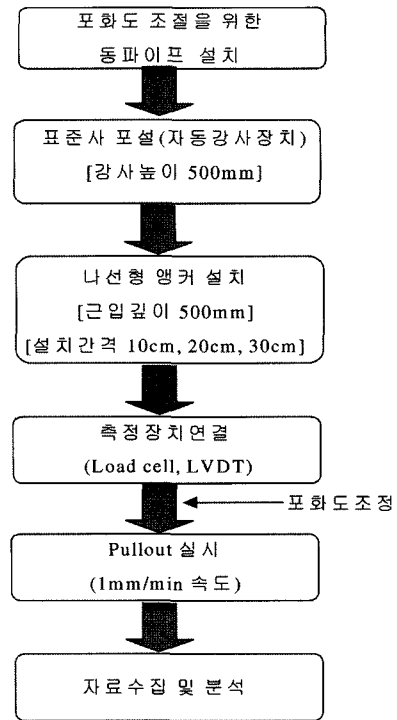 포화도 조절을 위한
동파이프 설치
표준사 포설(자동강사장치)
[강사높이 500mm]
나선형 앵커 설치
[근입깊이 500mm]
[설치간격 10cm, 20cm, 30cm]
측정장치연결
(Load cell, LVDT)
포화도조정
Pullout 실시
(1mm/min 속도)
자료수집 및 분석